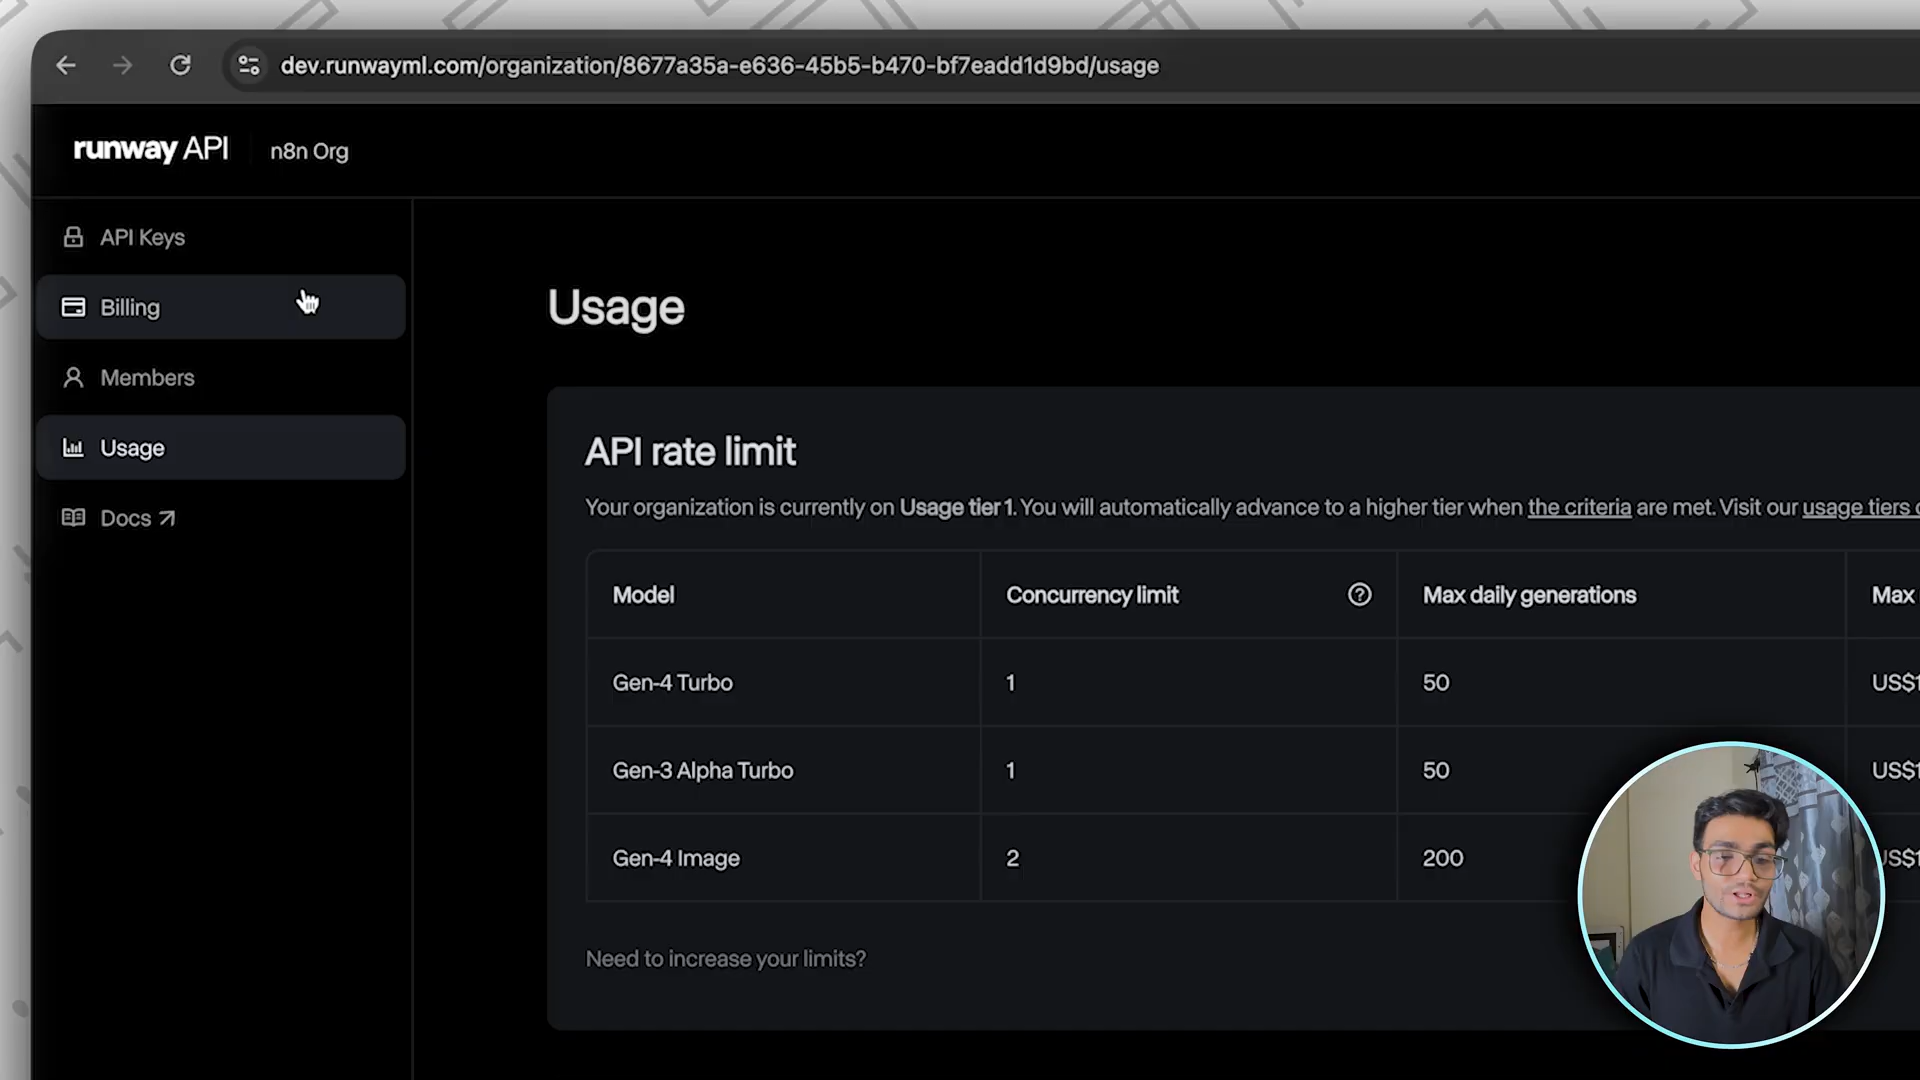 dev.runwayml.com/organization/8677a35a-e636-45b5-b470-bf7eadd1d9bd/usage
runway API
n8n Org
API Keys
Billing
Members
Usage
Docs
Usage
API rate limit
Your organization is currently on Usage tier 1. You will automatically advance to a higher tier when the criteria are met. Visit our usage tiers
Model Concurrency limit Max daily generations Max
Gen-4 Turbo 1 50 US$1
Gen-3 Alpha Turbo 1 50 US$1
Gen-4 Image 2 200 US$1
Need to increase your limits?